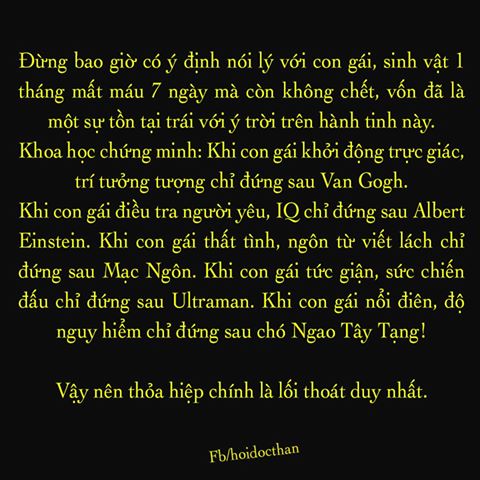 Đừng bao giờ có ý định nói lý với con gái, sinh vật 1
tháng mất máu 7 ngày mà còn không chết, vốn đã là
một sự tồn tại trái với ý trời trên hành tinh này.
Khoa học chứng minh: Khi con gái khởi động trực giác,
trí tưởng tượng chỉ đứng sau Van Gogh.
Khi con gái điều tra người yêu, IQ chỉ đứng sau Albert
Einstein. Khi con gái thất tình, ngôn từ viết lách chỉ
đứng sau Mạc Ngôn. Khi con gái tức giận, sức chiến
đấu chỉ đứng sau Ultraman. Khi con gái nổi điên, độ
nguy hiểm chỉ đứng sau chó Ngao Tây Tạng!
Vậy nên thỏa hiệp chính là lối thoát duy nhất.
Fb/hoidocthan